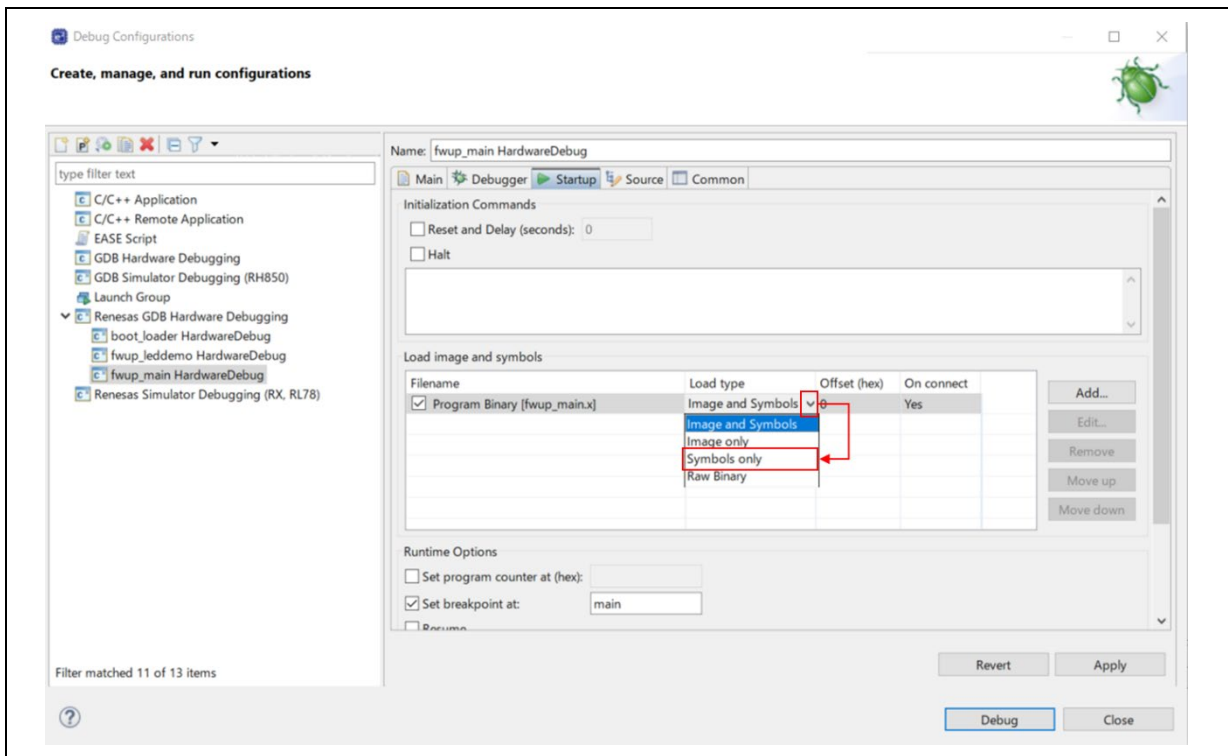 Debug Configurations
Create, manage, and run configurations
type filter text
C/C++ Application
C/C++ Remote Application
EASE Script
GDB Hardware Debugging
GDB Simulator Debugging (RH850)
Launch Group
Renesas GDB Hardware Debugging
boot_loader HardwareDebug
fwup_leddemo HardwareDebug
fwup_main HardwareDebug
Renesas Simulator Debugging (RX, RL78)
Filter matched 11 of 13 items
Name: fwup_main HardwareDebug
Main Debugger Startup Source Common
Initialization Commands
Reset and Delay (seconds): 0
Halt
Load image and symbols
Filename Load type Offset (hex) On connect
Program Binary [fwup_main.x] Image and Symbols 0 Yes
Image and Symbols
Image only
Symbols only
Raw Binary
Add...
Edit...
Remove
Move up
Move down
Runtime Options
Set program counter at (hex):
Set breakpoint at: main
Resume
Revert Apply
Debug Close